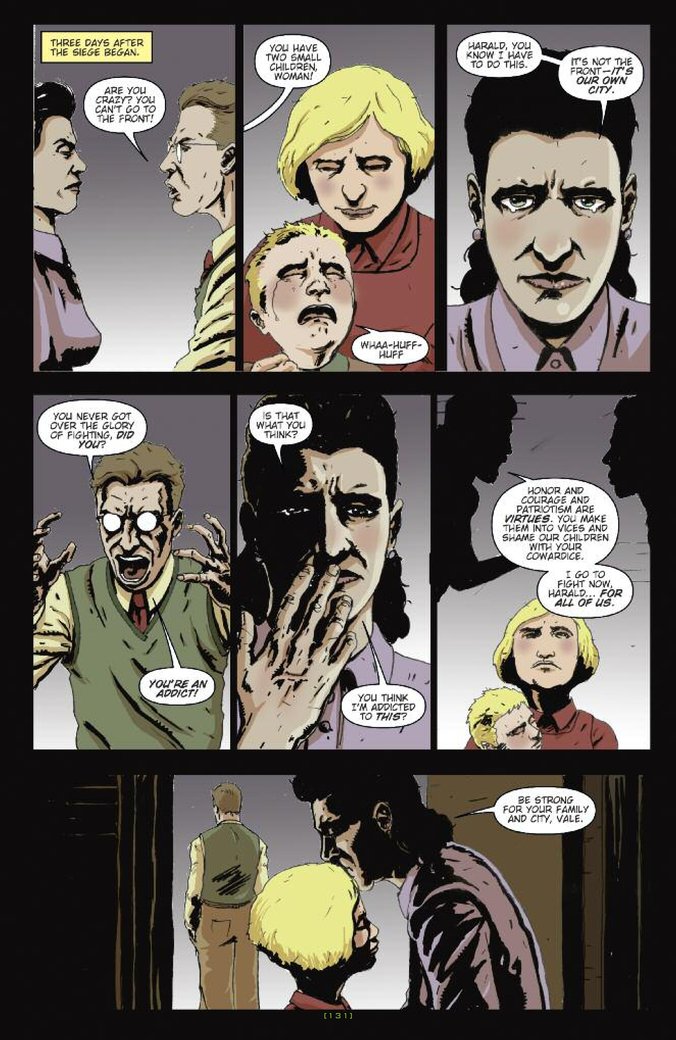 THREE DAYS AFTER
THE SIEGE BEGAN.
ARE YOU
CRAZY? YOU
CAN'T GO TO
THE FRONT!
YOU HAVE
TWO SMALL
CHILDREN,
WOMAN!
WHAA-HUFF-
HUFF
HARALD, YOU
KNOW I HAVE
TO DO THIS.
IT'S NOT THE
FRONT—IT'S
OUR OWN
CITY.
YOU NEVER GOT
OVER THE GLORY
OF FIGHTING, DID
YOU?
YOU'RE AN
ADDICT!
IS THAT
WHAT YOU
THINK?
YOU THINK
I'M ADDICTED
TO THIS?
HONOR AND
COURAGE AND
PATRIOTISM ARE
VIRTUES. YOU MAKE
THEM INTO VICES AND
SHAME OUR CHILDREN
WITH YOUR
COWARDICE.
I GO TO
FIGHT NOW,
HARALD... FOR
ALL OF US.
BE STRONG
FOR YOUR FAMILY
AND CITY, VALE.
[131]